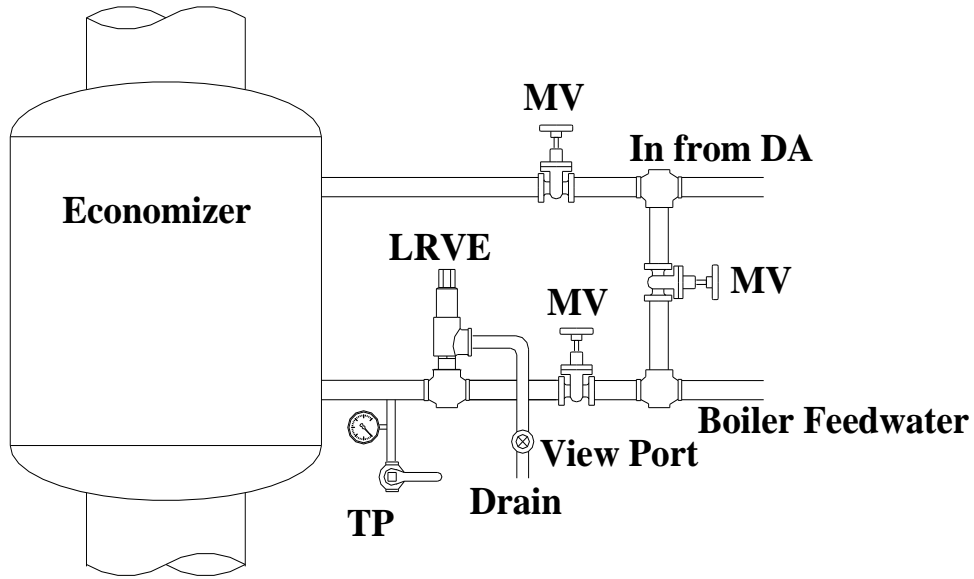 MV
In from DA
Economizer
LRVE
MV
MV
Boiler Feedwater
View Port
Drain
TP